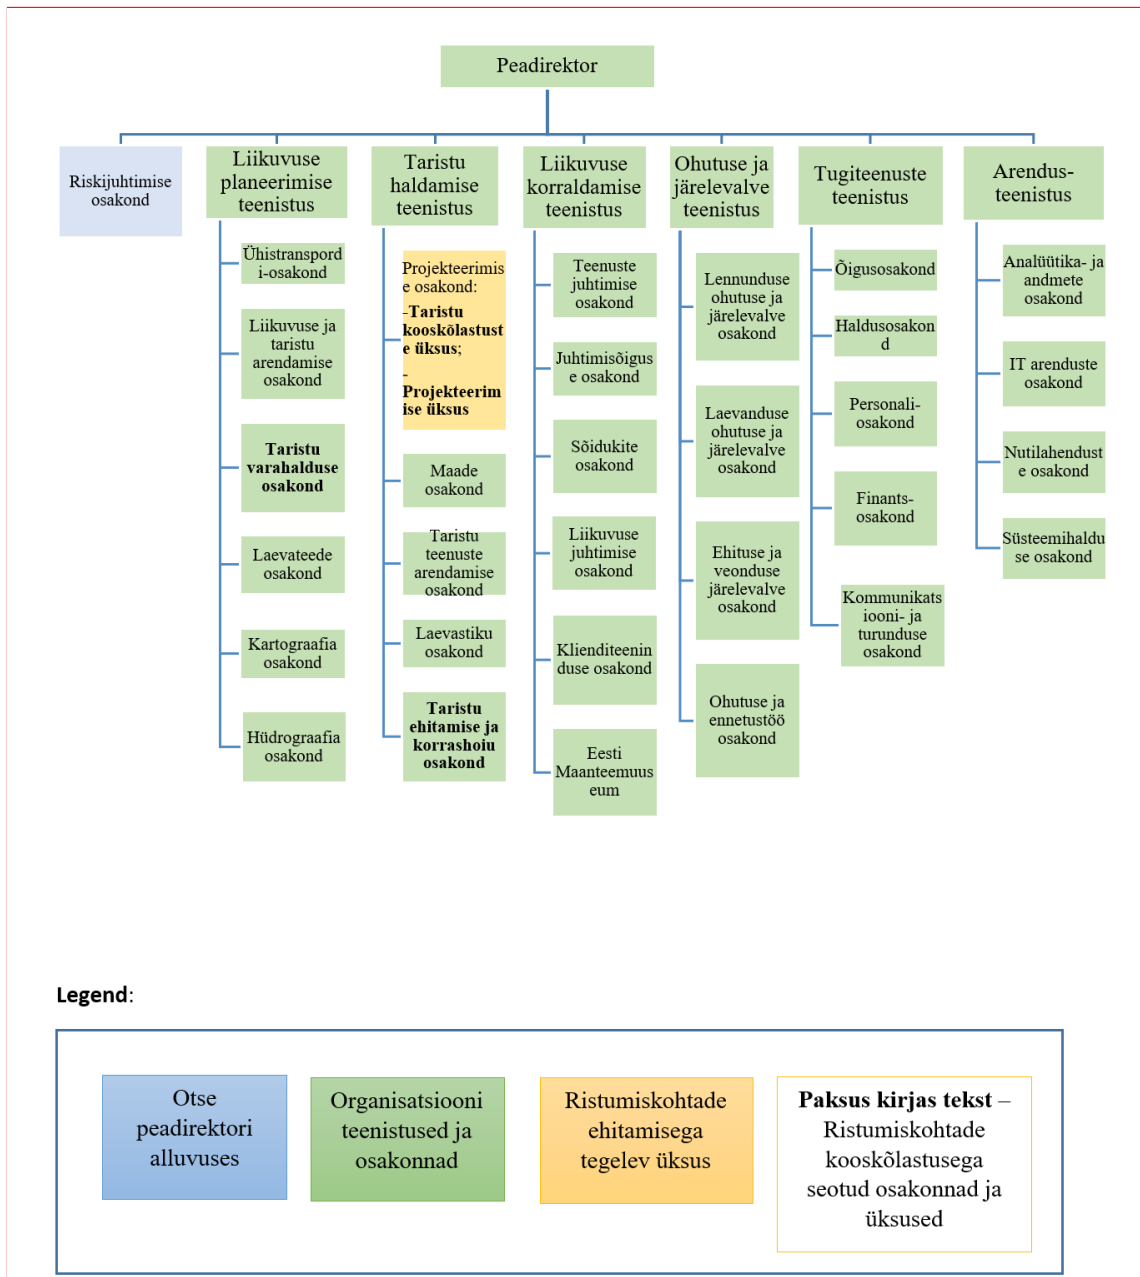 Peadirektor
Riskijuhtimise
osakond
Liikuvuse
planeerimise
teenistus
Taristu
haldamise
teenistus
Liikuvuse
korraldamise
teenistus
Ohutuse ja
järelevalve
teenistus
Tugiteenuste
teenistus
Arendus-
teenistus
Ühistranspord
i-osakond
Liikuvuse ja
taristu
arendamise
osakond
Taristu
varahalduse
osakond
Laevateede
osakond
Kartograafia
osakond
Hüdrograafia
osakond
Projekteerimis
e osakond:
-Taristu
kooskõlastust
e üksus;
-
Projekteerim
ise üksus
Maade
osakond
Taristu
teenuste
arendamise
osakond
Laevastiku
osakond
Taristu
ehitamise ja
korrashoiu
osakond
Teenuste
juhtimise
osakond
Juhtimisõigus
e osakond
Sõidukite
osakond
Liikuvuse
juhtimise
osakond
Klienditeenin
duse osakond
Eesti
Maanteemuus
eum
Lennunduse
ohutuse ja
järelevalve
osakond
Laevanduse
ohutuse ja
järelevalve
osakond
Ehituse ja
veonduse
järelevalve
osakond
Ohutuse ja
ennetustöö
osakond
Õigusosakond
Haldusosakon
d
Personali-
osakond
Finants-
osakond
Kommunikats
iooni- ja
turunduse
osakond
Analüütika- ja
andmete
osakond
IT arenduste
osakond
Nutilahendust
e osakond
Süsteemihaldu
se osakond
Legend:
Otse
peadirektori
alluvuses
Organisatsiooni
teenistused ja
osakonnad
Ristumiskohtade
ehitamisega
tegelev üksus
Paksus kirjas tekst –
Ristumiskohtade
kooskõlastusega
seotud osakonnad ja
üksused